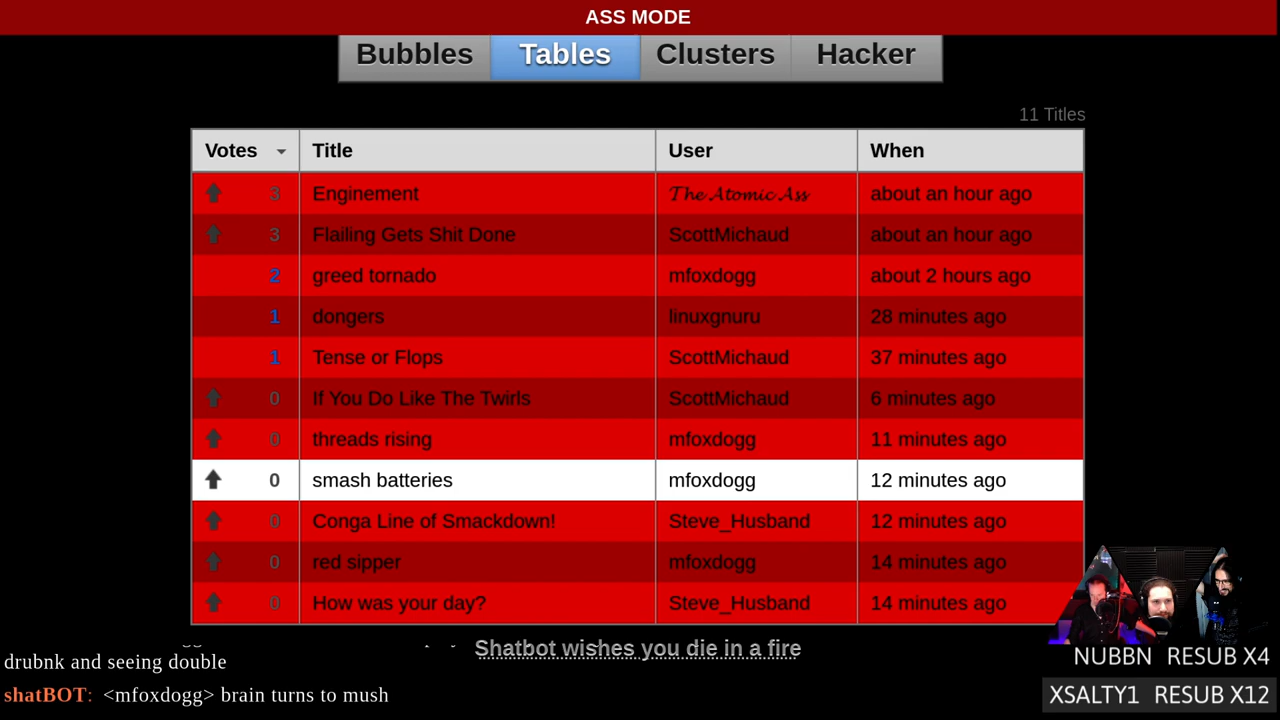 ASS MODE
Bubbles Tables Clusters Hacker
11 Titles
Votes Title User When
3 Enginement 𝓣𝓱𝓮 𝓐𝓽𝓸𝓶𝓲𝓬 𝓐𝓼𝓼 about an hour ago
3 Flailing Gets Shit Done ScottMichaud about an hour ago
2 greed tornado mfoxdogg about 2 hours ago
1 dongers linuxgnuru 28 minutes ago
1 Tense or Flops ScottMichaud 37 minutes ago
0 If You Do Like The Twirls ScottMichaud 6 minutes ago
0 threads rising mfoxdogg 11 minutes ago
0 smash batteries mfoxdogg 12 minutes ago
0 Conga Line of Smackdown! Steve_Husband 12 minutes ago
0 red sipper mfoxdogg 14 minutes ago
0 How was your day? Steve_Husband 14 minutes ago
Shatbot wishes you die in a fire
drubnk and seeing double
shatBOT: <mfoxdogg> brain turns to mush
NUBBN RESUB X4
XSALTY1 RESUB X12